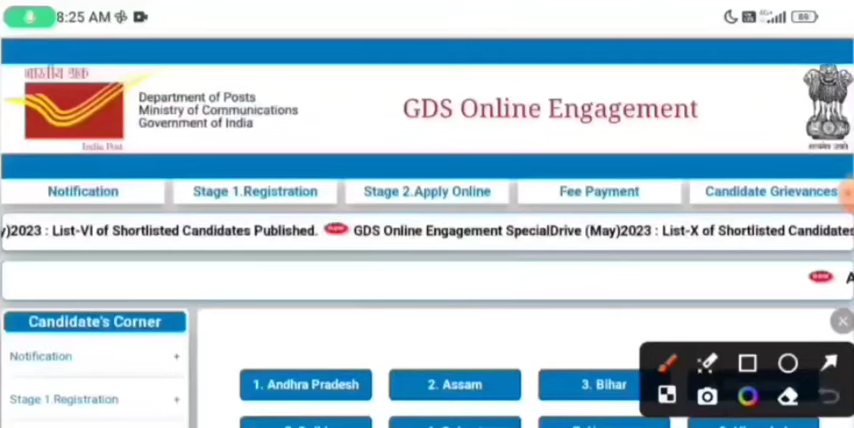 8:25 AM
भारतीय डाक
Department of Posts
Ministry of Communications
Government of India
India Post
GDS Online Engagement
सत्यमेव जयते
Notification
Stage 1.Registration
Stage 2.Apply Online
Fee Payment
Candidate Grievances
)2023 : List-VI of Shortlisted Candidates Published. GDS Online Engagement SpecialDrive (May)2023 : List-X of Shortlisted Candidates
A
Candidate's Corner
Notification +
Stage 1.Registration +
1. Andhra Pradesh
2. Assam
3. Bihar